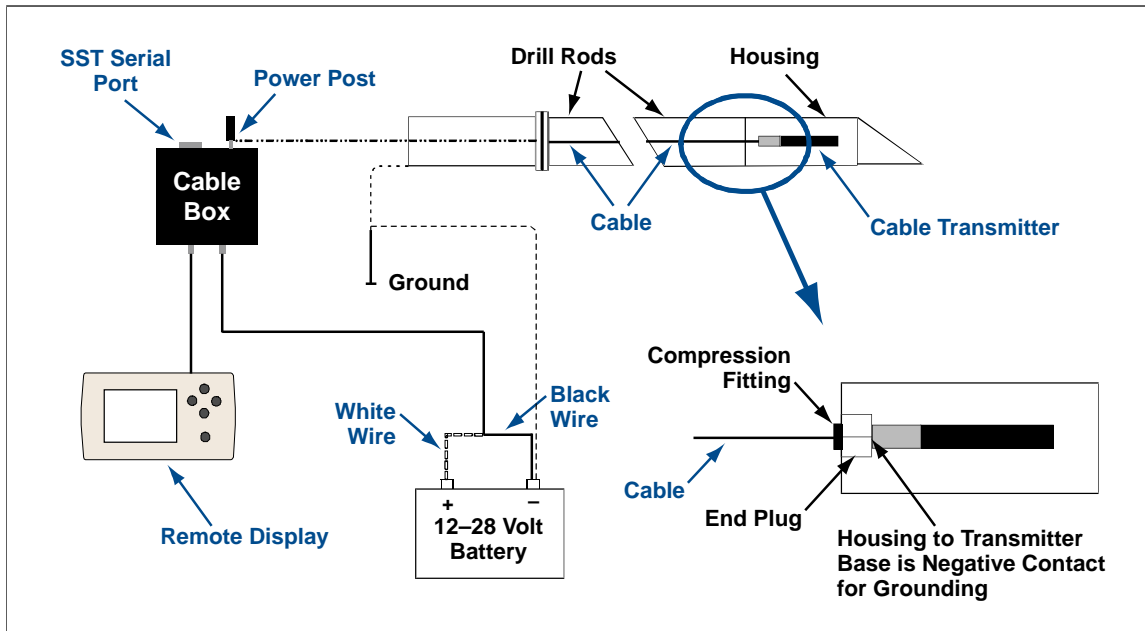 SST Serial
Port
Power Post
Drill Rods
Housing
Cable
Box
Cable
Cable Transmitter
Ground
Compression
Fitting
White
Wire
Black
Wire
Cable
+
–
12–28 Volt
Battery
End Plug
Remote Display
Housing to Transmitter
Base is Negative Contact
for Grounding